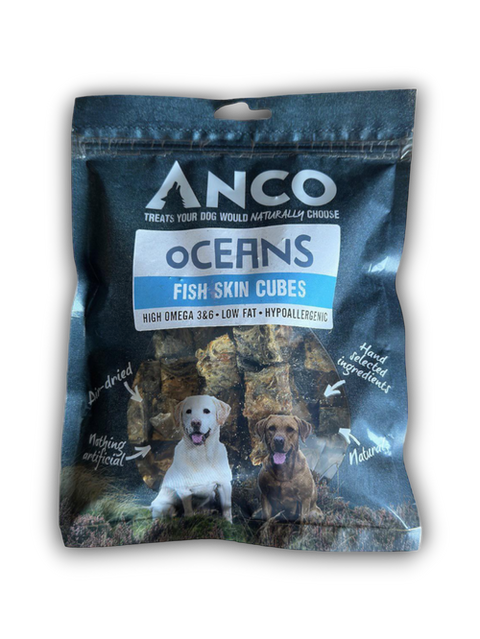 ANCO
TREATS YOUR DOG WOULD NATURALLY CHOOSE
OCEANS
FISH SKIN CUBES
HIGH OMEGA 3&6 • LOW FAT • HYPOALLERGENIC
Air-dried
Hand
selected
ingredients
Nothing
artificial
Natural